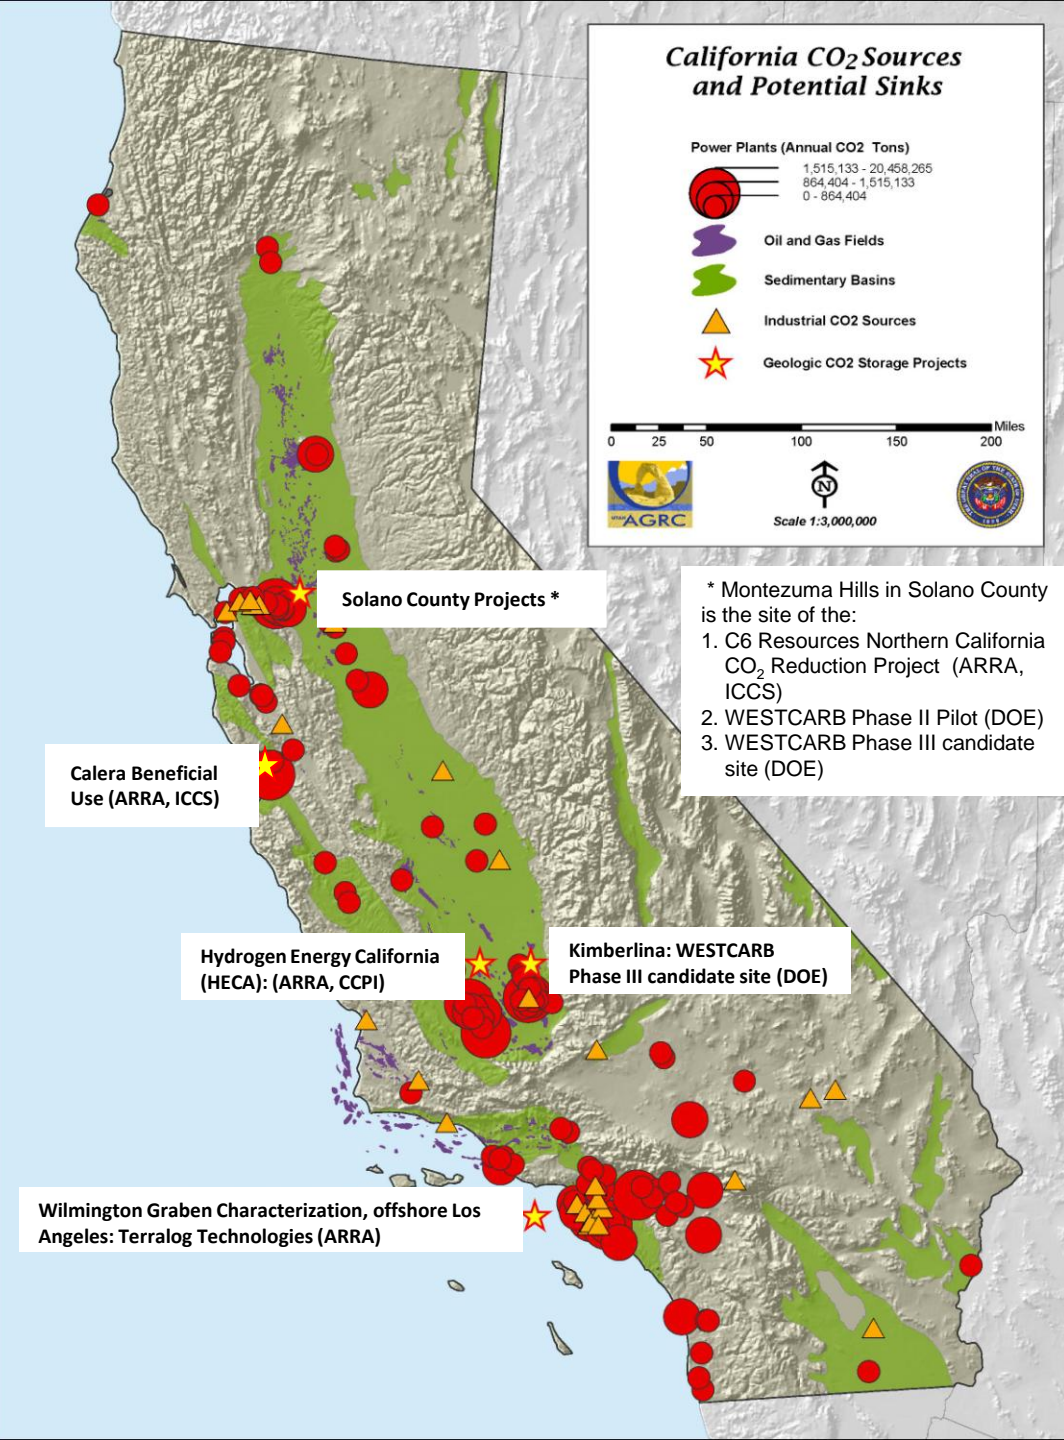 California CO2 Sources
and Potential Sinks
Power Plants (Annual CO2 Tons)
1,515,133 - 20,458,265
864,404 - 1,515,133
0 - 864,404
Oil and Gas Fields
Sedimentary Basins
Industrial CO2 Sources
Geologic CO2 Storage Projects
Miles
0 25 50 100 150 200
AGRC
N
Scale 1:3,000,000
Solano County Projects *
* Montezuma Hills in Solano County
is the site of the:
1. C6 Resources Northern California
CO2 Reduction Project (ARRA,
ICCS)
2. WESTCARB Phase II Pilot (DOE)
3. WESTCARB Phase III candidate
site (DOE)
Calera Beneficial
Use (ARRA, ICCS)
Hydrogen Energy California
(HECA): (ARRA, CCPI)
Kimberlina: WESTCARB
Phase III candidate site (DOE)
Wilmington Graben Characterization, offshore Los
Angeles: Terralog Technologies (ARRA)